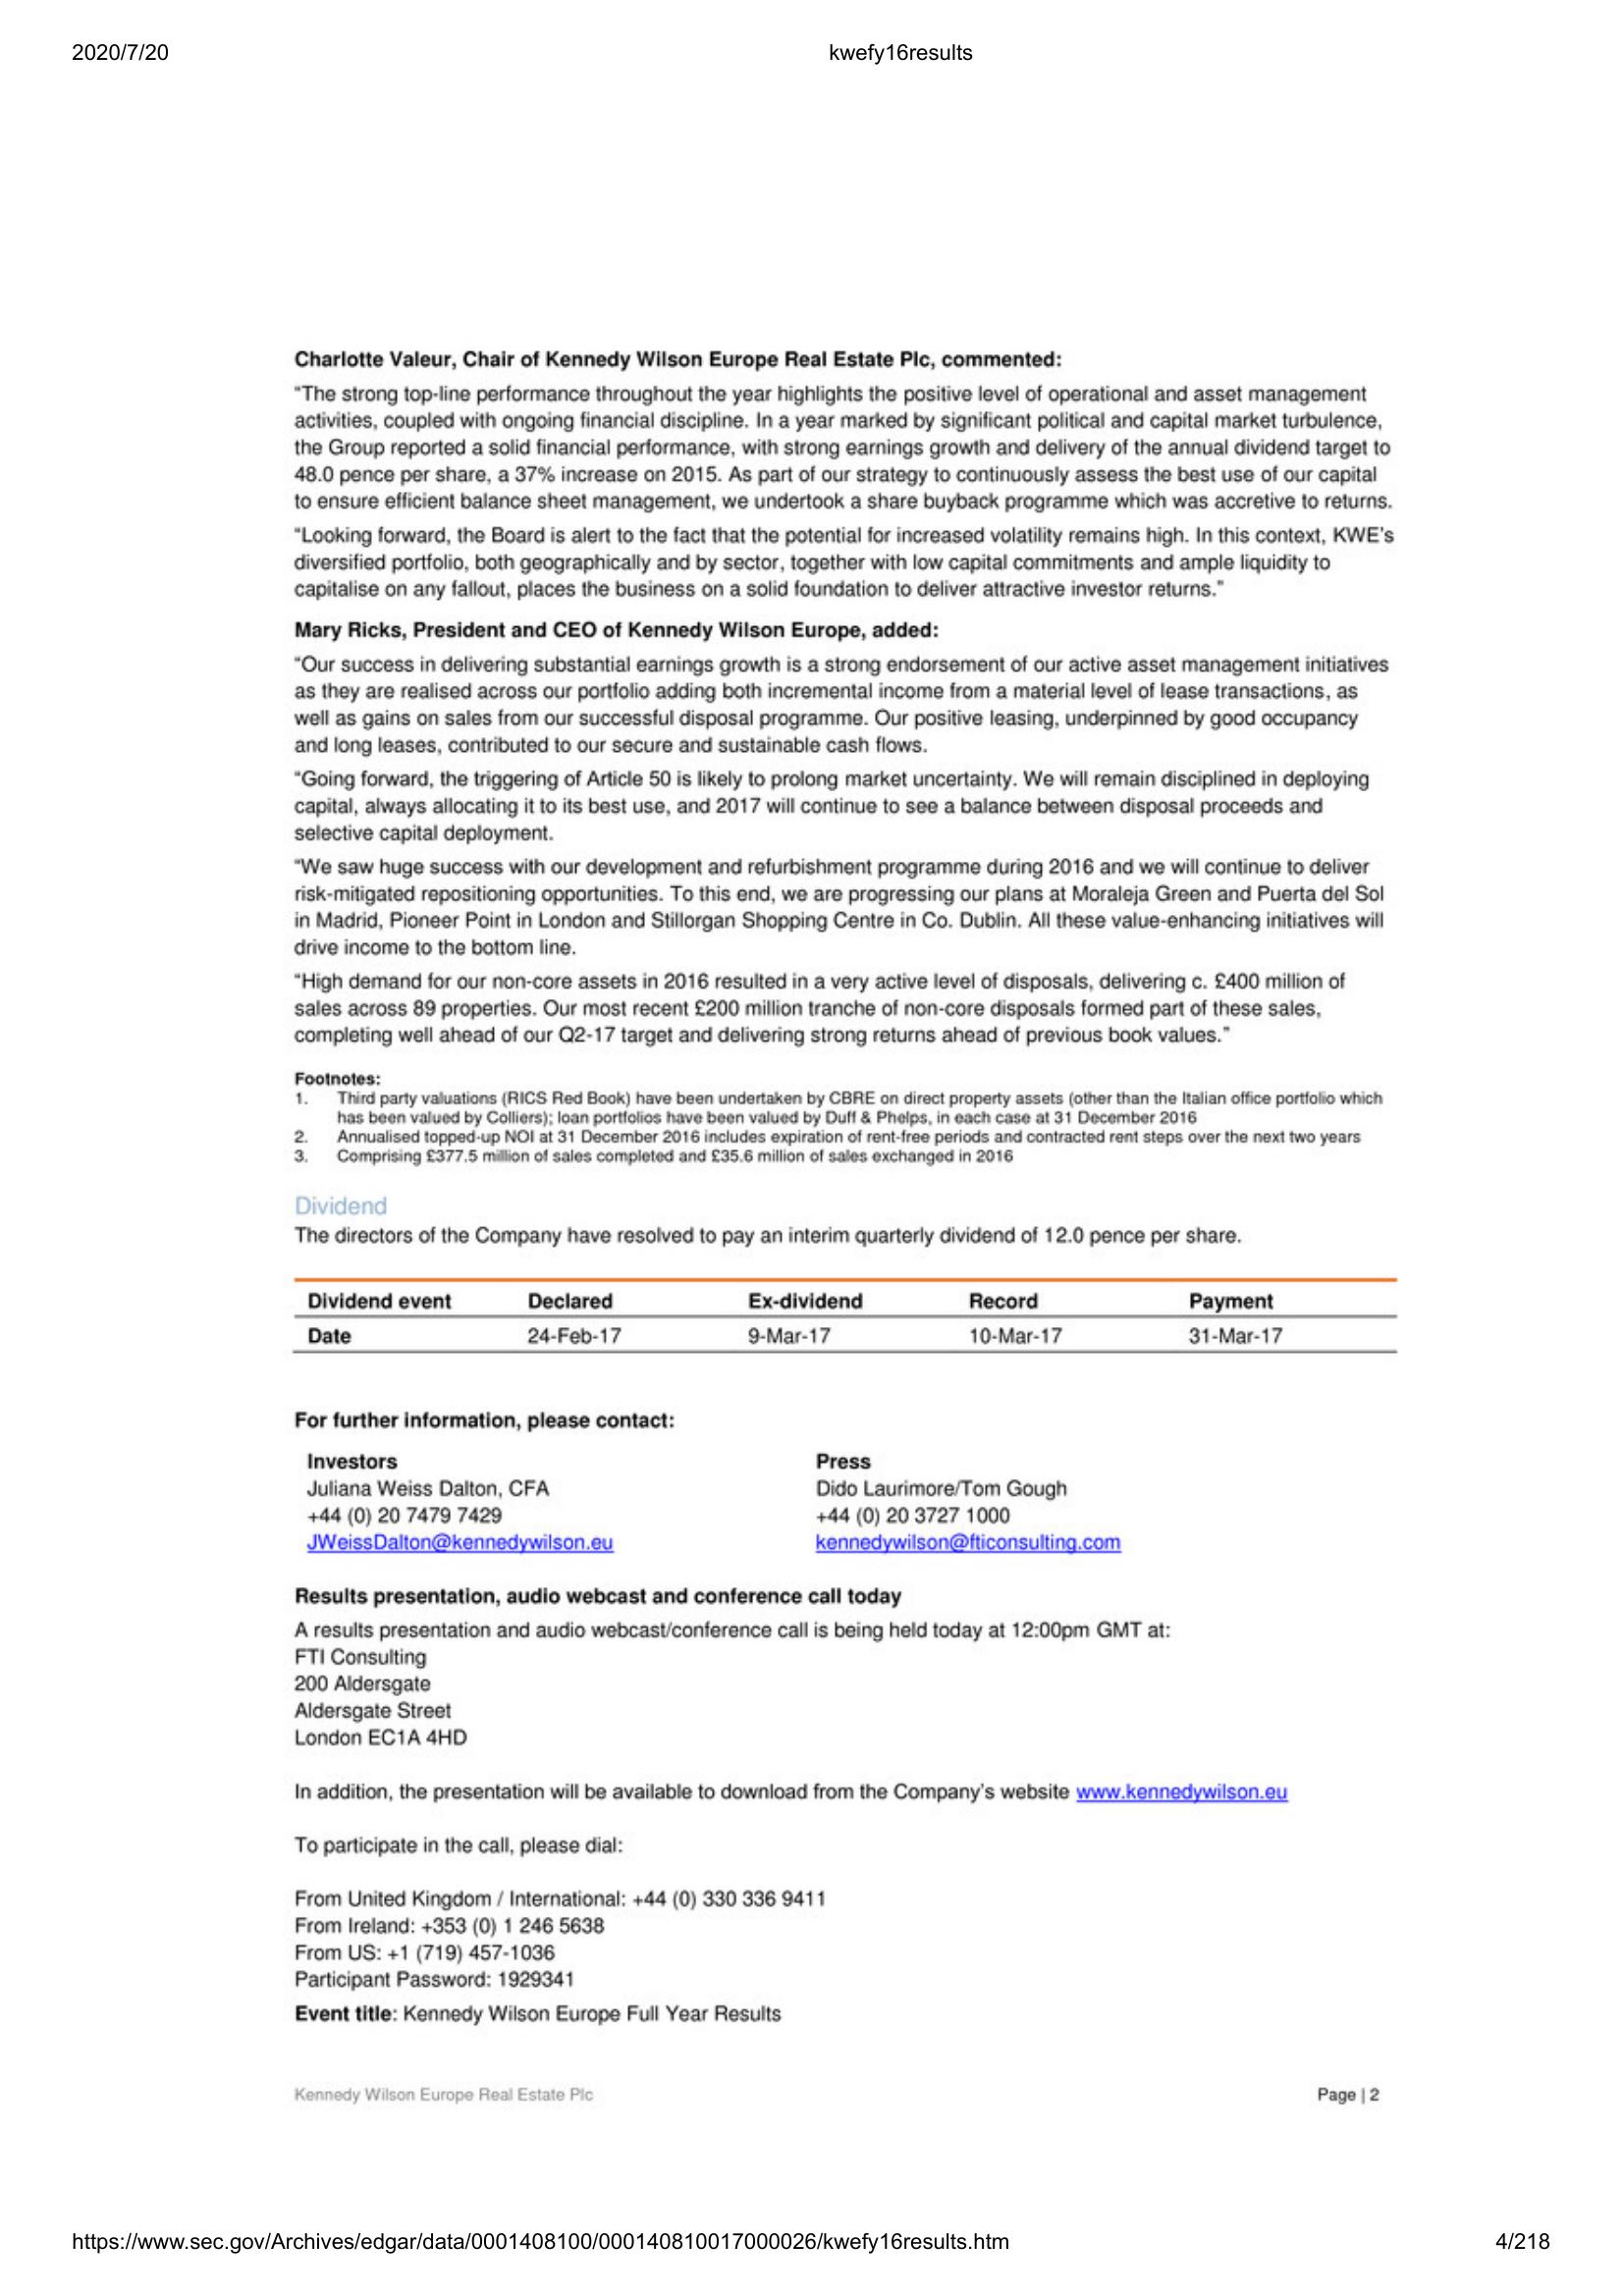 2020/7/20 kwefy16results
Charlotte Valeur, Chair of Kennedy Wilson Europe Real Estate Plc, commented:
“The strong top-line performance throughout the year highlights the positive level of operational and asset management
activities, coupled with ongoing financial discipline. In a year marked by significant political and capital market turbulence,
the Group reported a solid financial performance, with strong earnings growth and delivery of the annual dividend target to
48.0 pence per share, a 37% increase on 2015. As part of our strategy to continuously assess the best use of our capital
to ensure efficient balance sheet management, we undertook a share buyback programme which was accretive to returns.
“Looking forward, the Board is alert to the fact that the potential for increased volatility remains high. In this context, KWE’s
diversified portfolio, both geographically and by sector, together with low capital commitments and ample liquidity to
capitalise on any fallout, places the business on a solid foundation to deliver attractive investor returns.”
Mary Ricks, President and CEO of Kennedy Wilson Europe, added:
“Our success in delivering substantial earnings growth is a strong endorsement of our active asset management initiatives
as they are realised across our portfolio adding both incremental income from a material level of lease transactions, as
well as gains on sales from our successful disposal programme. Our positive leasing, underpinned by good occupancy
and long leases, contributed to our secure and sustainable cash flows.
“Going forward, the triggering of Article 50 is likely to prolong market uncertainty. We will remain disciplined in deploying
capital, always allocating it to its best use, and 2017 will continue to see a balance between disposal proceeds and
selective capital deployment.
“We saw huge success with our development and refurbishment programme during 2016 and we will continue to deliver
risk-mitigated repositioning opportunities. To this end, we are progressing our plans at Moraleja Green and Puerta del Sol
in Madrid, Pioneer Point in London and Stillorgan Shopping Centre in Co. Dublin. All these value-enhancing initiatives will
drive income to the bottom line.
“High demand for our non-core assets in 2016 resulted in a very active level of disposals, delivering c. £400 million of
sales across 89 properties. Our most recent £200 million tranche of non-core disposals formed part of these sales,
completing well ahead of our Q2-17 target and delivering strong returns ahead of previous book values.”
Footnotes:
1. Third party valuations (RICS Red Book) have been undertaken by CBRE on direct property assets (other than the Italian office portfolio which
has been valued by Colliers); loan portfolios have been valued by Duff & Phelps, in each case at 31 December 2016
2. Annualised topped-up NOI at 31 December 2016 includes expiration of rent-free periods and contracted rent steps over the next two years
3. Comprising £377.5 million of sales completed and £35.6 million of sales exchanged in 2016
Dividend
The directors of the Company have resolved to pay an interim quarterly dividend of 12.0 pence per share.
Dividend event Declared Ex-dividend Record Payment
Date 24-Feb-17 9-Mar-17 10-Mar-17 31-Mar-17
For further information, please contact:
Investors Press
Juliana Weiss Dalton, CFA Dido Laurimore/Tom Gough
+44 (0) 20 7479 7429 +44 (0) 20 3727 1000
JWeissDalton@kennedywilson.eu kennedywilson@fticonsulting.com
Results presentation, audio webcast and conference call today
A results presentation and audio webcast/conference call is being held today at 12:00pm GMT at:
FTI Consulting
200 Aldersgate
Aldersgate Street
London EC1A 4HD
In addition, the presentation will be available to download from the Company’s website www.kennedywilson.eu
To participate in the call, please dial:
From United Kingdom / International: +44 (0) 330 336 9411
From Ireland: +353 (0) 1 246 5638
From US: +1 (719) 457-1036
Participant Password: 1929341
Event title: Kennedy Wilson Europe Full Year Results
Kennedy Wilson Europe Real Estate Plc Page | 2
https://www.sec.gov/Archives/edgar/data/0001408100/000140810017000026/kwefy16results.htm 4/218